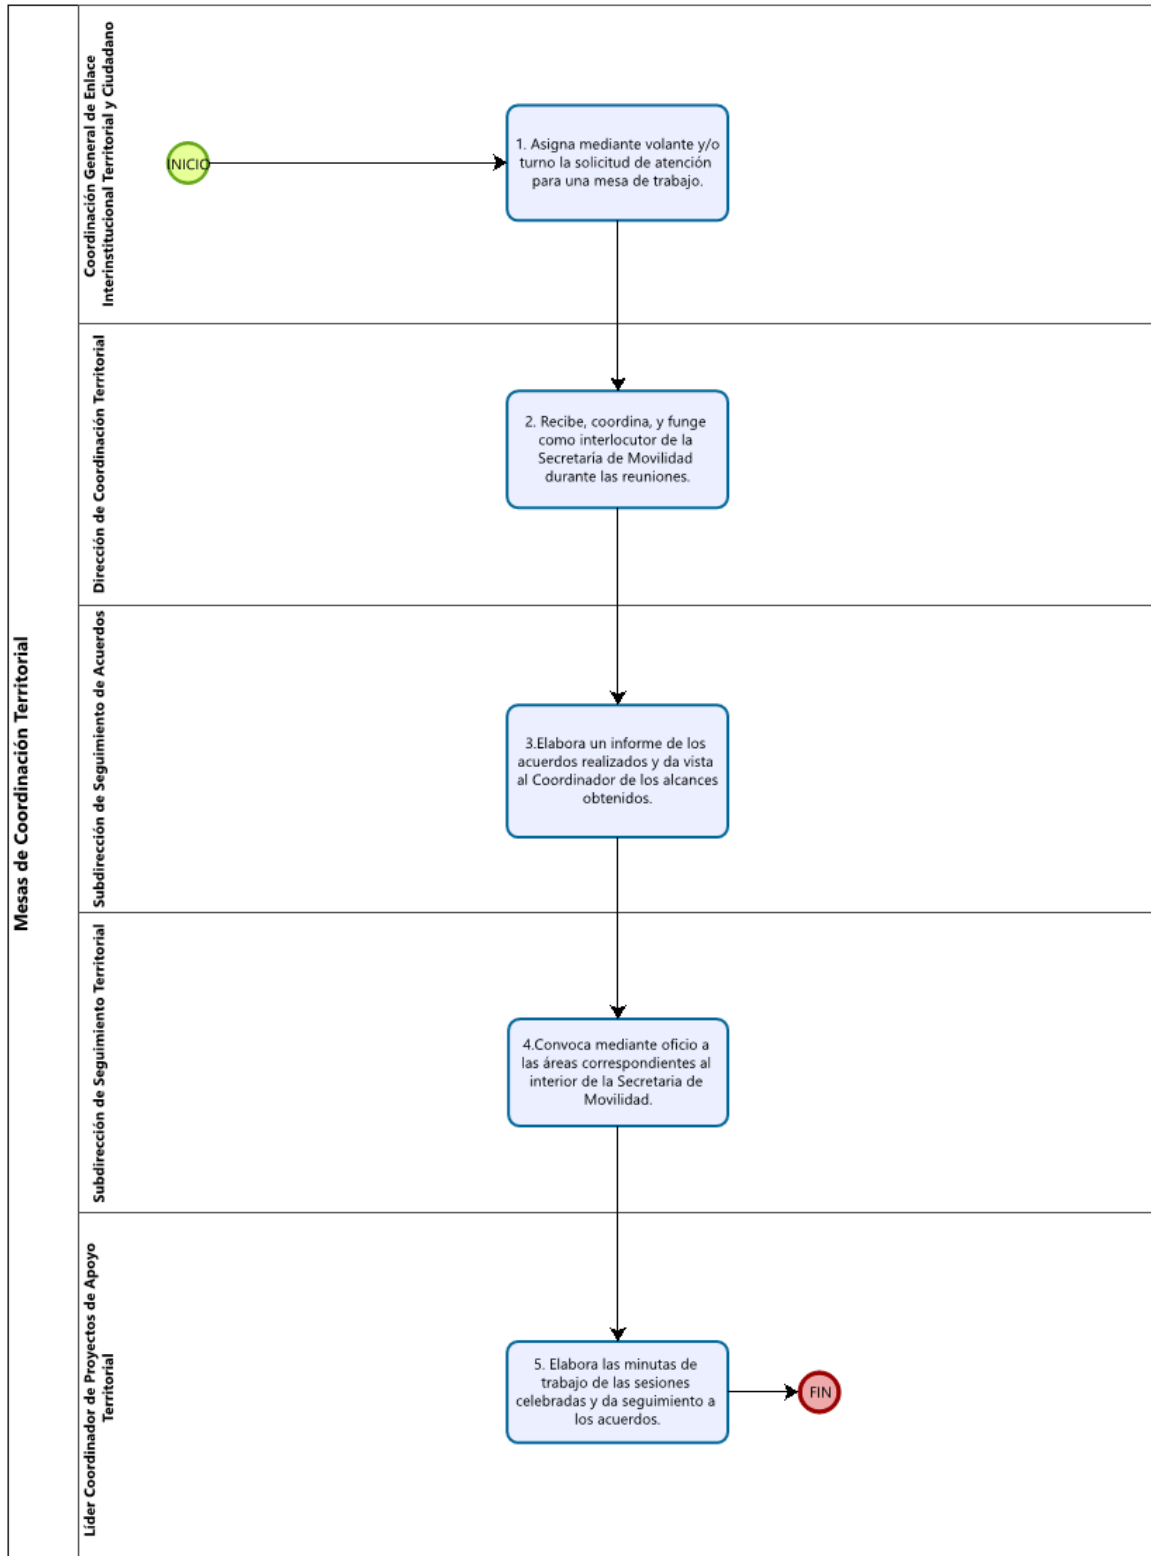 Mesas de Coordinación Territorial
Coordinación General de Enlace
Interinstitucional Territorial y Ciudadano
INICIO
1. Asigna mediante volante y/o
turno la solicitud de atención
para una mesa de trabajo.
Dirección de Coordinación Territorial
2. Recibe, coordina, y funge
como interlocutor de la
Secretaría de Movilidad
durante las reuniones.
Subdirección de Seguimiento de Acuerdos
3.Elabora un informe de los
acuerdos realizados y da vista
al Coordinador de los alcances
obtenidos.
Subdirección de Seguimiento Territorial
4.Convoca mediante oficio a
las áreas correspondientes al
interior de la Secretaria de
Movilidad.
Líder Coordinador de Proyectos de Apoyo
Territorial
5. Elabora las minutas de
trabajo de las sesiones
celebradas y da seguimiento a
los acuerdos.
FIN